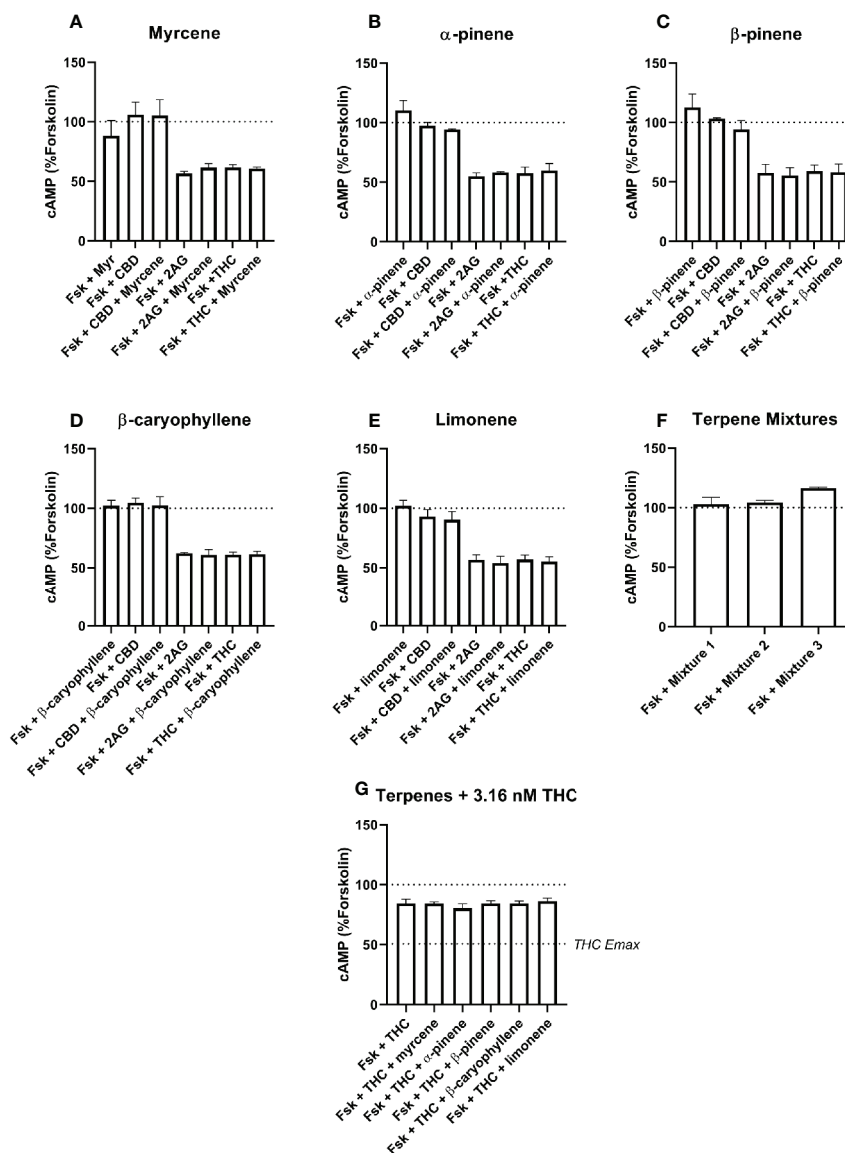 A
Myrcene
cAMP (%Forskolin)
150
100
50
0
Fsk + Myr
Fsk + CBD
Fsk + CBD + Myrcene
Fsk + 2AG
Fsk + 2AG + Myrcene
Fsk +THC
Fsk + THC + Myrcene
B
α-pinene
cAMP (%Forskolin)
150
100
50
0
Fsk + α-pinene
Fsk + CBD
Fsk + CBD + α-pinene
Fsk + 2AG
Fsk + 2AG + α-pinene
Fsk +THC
Fsk + THC + α-pinene
C
β-pinene
cAMP (%Forskolin)
150
100
50
0
Fsk + β-pinene
Fsk + CBD
Fsk + CBD + β-pinene
Fsk + 2AG
Fsk + 2AG + β-pinene
Fsk + THC
Fsk + THC + β-pinene
D
β-caryophyllene
cAMP (%Forskolin)
150
100
50
0
Fsk + β-caryophyllene
Fsk + CBD
Fsk + CBD + β-caryophyllene
Fsk + 2AG
Fsk + 2AG + β-caryophyllene
Fsk + THC
Fsk + THC + β-caryophyllene
E
Limonene
cAMP (%Forskolin)
150
100
50
0
Fsk + limonene
Fsk + CBD
Fsk + CBD + limonene
Fsk + 2AG
Fsk + 2AG + limonene
Fsk + THC
Fsk + THC + limonene
F
Terpene Mixtures
cAMP (%Forskolin)
150
100
50
0
Fsk + Mixture 1
Fsk + Mixture 2
Fsk + Mixture 3
G
Terpenes + 3.16 nM THC
cAMP (%Forskolin)
150
100
50
0
THC Emax
Fsk + THC
Fsk + THC + myrcene
Fsk + THC + α-pinene
Fsk + THC + β-pinene
Fsk + THC + β-caryophyllene
Fsk + THC + limonene